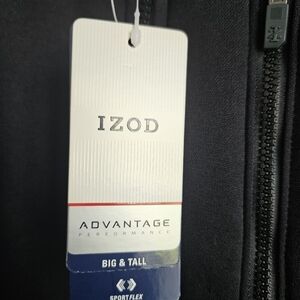 IZOD
ADVANTAGE
PERFORMANCE
BIG & TALL
SPORTFLEX